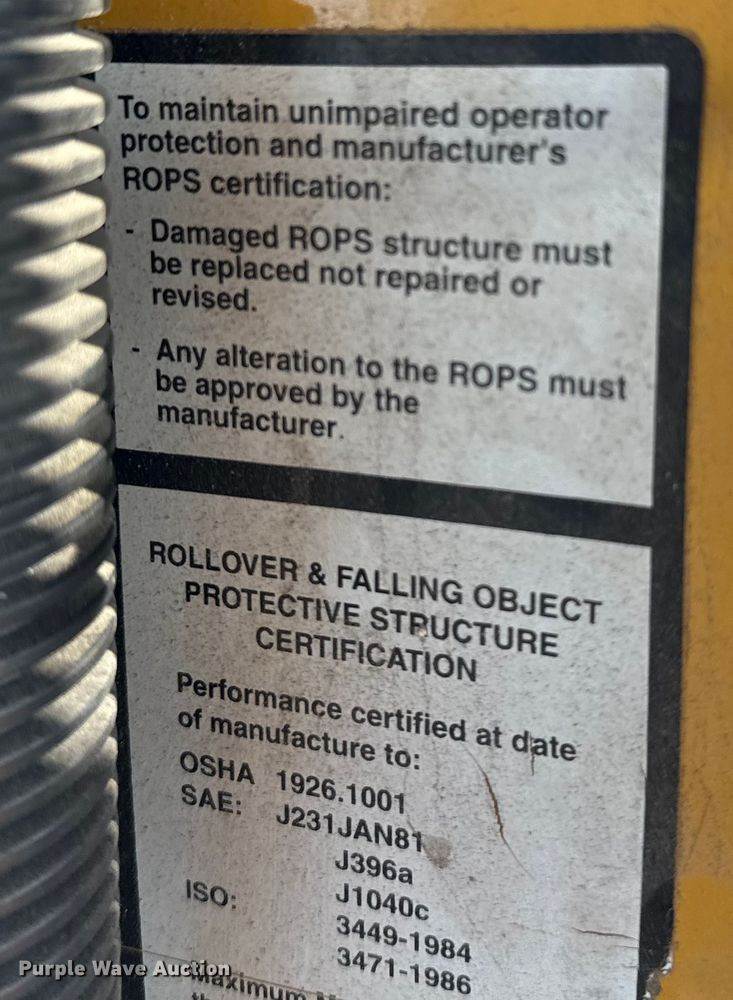 To maintain unimpaired operator
protection and manufacturer's
ROPS certification:
- Damaged ROPS structure must
be replaced not repaired or
revised.
- Any alteration to the ROPS must
be approved by the
manufacturer.
ROLLOVER & FALLING OBJECT
PROTECTIVE STRUCTURE
CERTIFICATION
Performance certified at date
of manufacture to:
OSHA 1926.1001
SAE: J231JAN81
J396a
J1040c
ISO: 3449-1984
3471-1986
Maximum
Purple Wave Auction